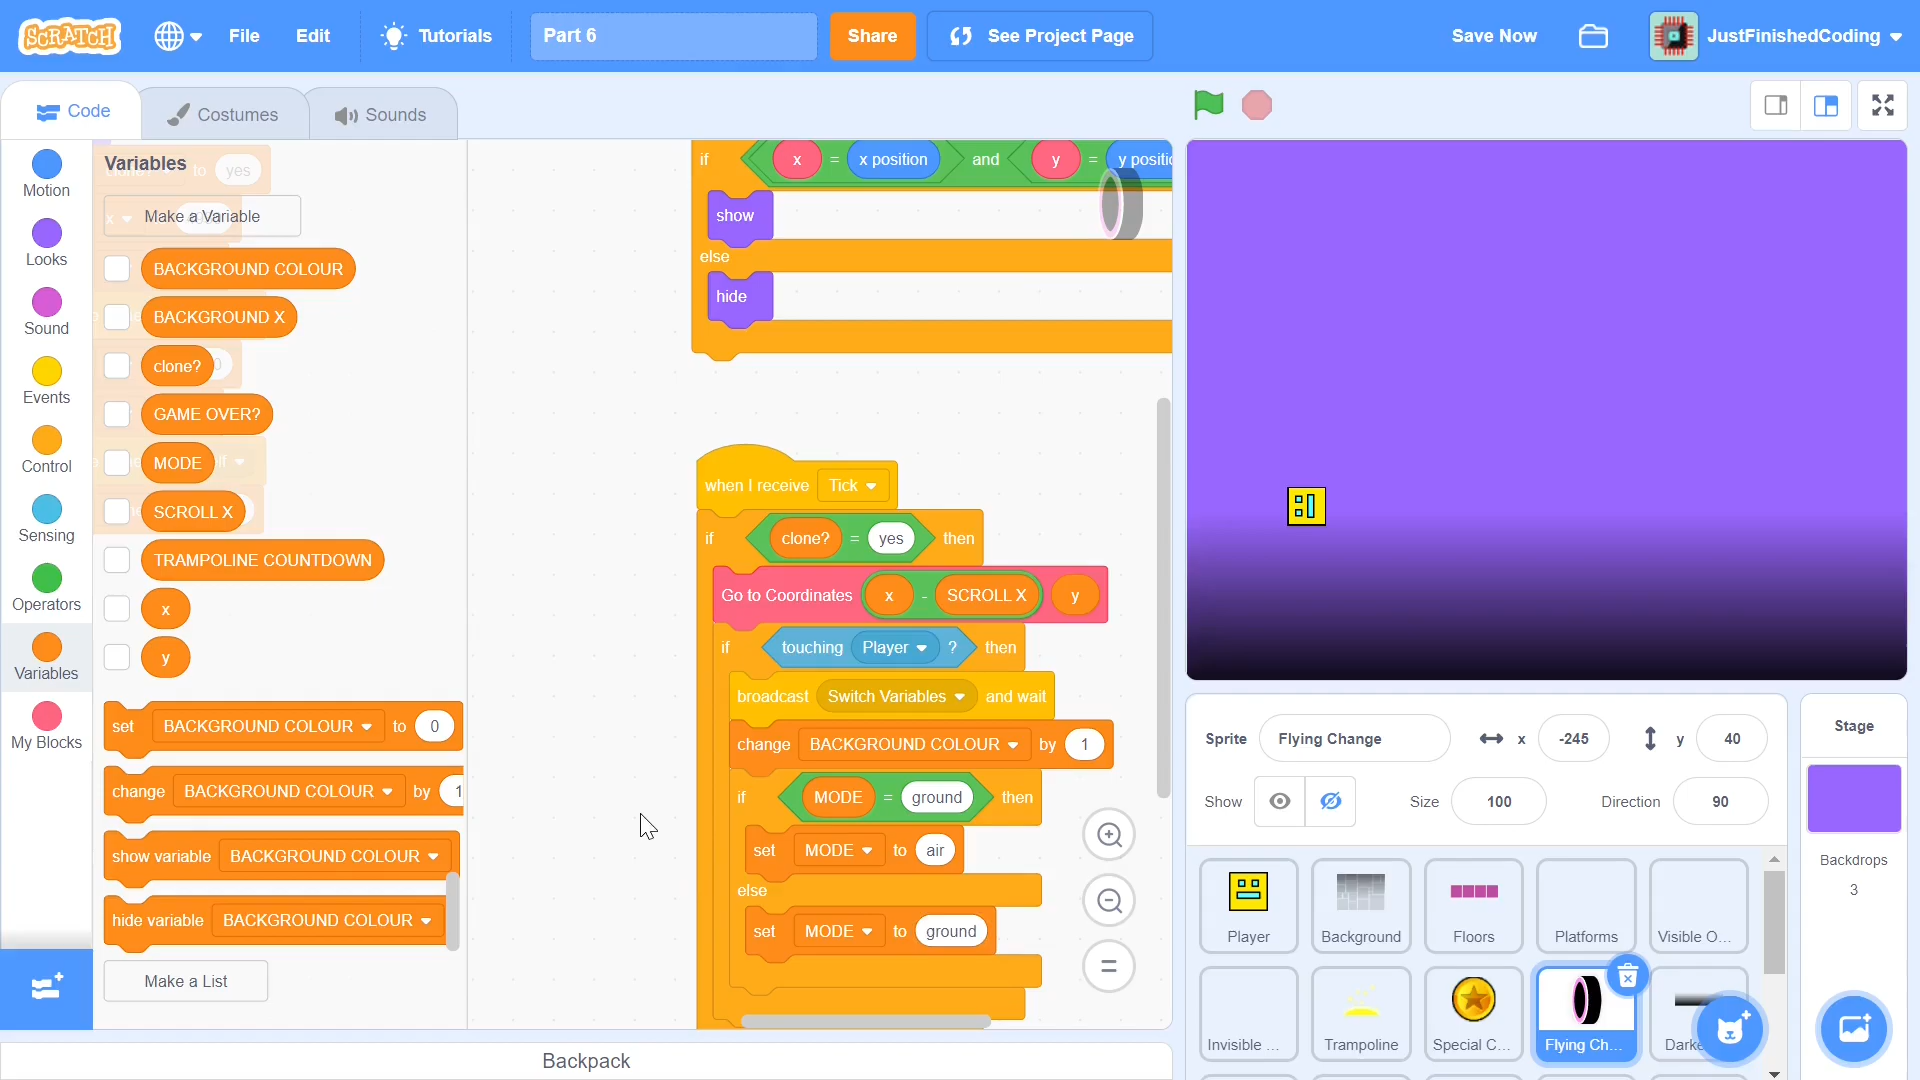 SCRATCH File Edit Tutorials Part 6 Share See Project Page Save Now JustFinishedCoding
Code Costumes Sounds
Motion
Looks
Sound
Events
Control
Sensing
Operators
Variables
My Blocks
Variables
to yes
Make a Variable
BACKGROUND COLOUR
BACKGROUND X
clone?
GAME OVER?
MODE
SCROLL X
TRAMPOLINE COUNTDOWN
x
y
set BACKGROUND COLOUR to 0
change BACKGROUND COLOUR by 1
show variable BACKGROUND COLOUR
hide variable BACKGROUND COLOUR
Make a List
if x = x position and y = y positic
show
else
hide
when I receive Tick
if clone? = yes then
Go to Coordinates x - SCROLL X y
if touching Player ? then
broadcast Switch Variables and wait
change BACKGROUND COLOUR by 1
if MODE = ground then
set MODE to air
else
set MODE to ground
Backpack
Sprite Flying Change x -245 y 40
Show Size 100 Direction 90
Player Background Floors Platforms Visible O...
Invisible ... Trampoline Special C... Flying Ch... Darke
Stage
Backdrops
3